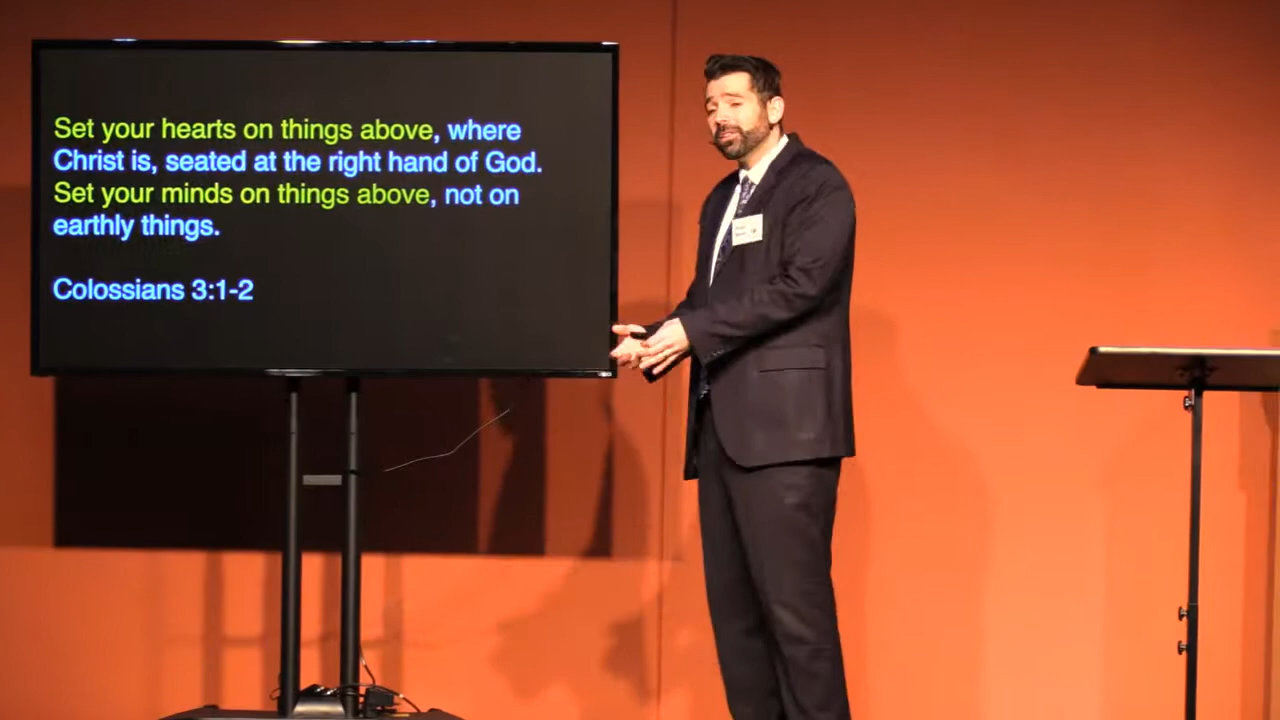 Set your hearts on things above, where
Christ is, seated at the right hand of God.
Set your minds on things above, not on
earthly things.
Colossians 3:1-2